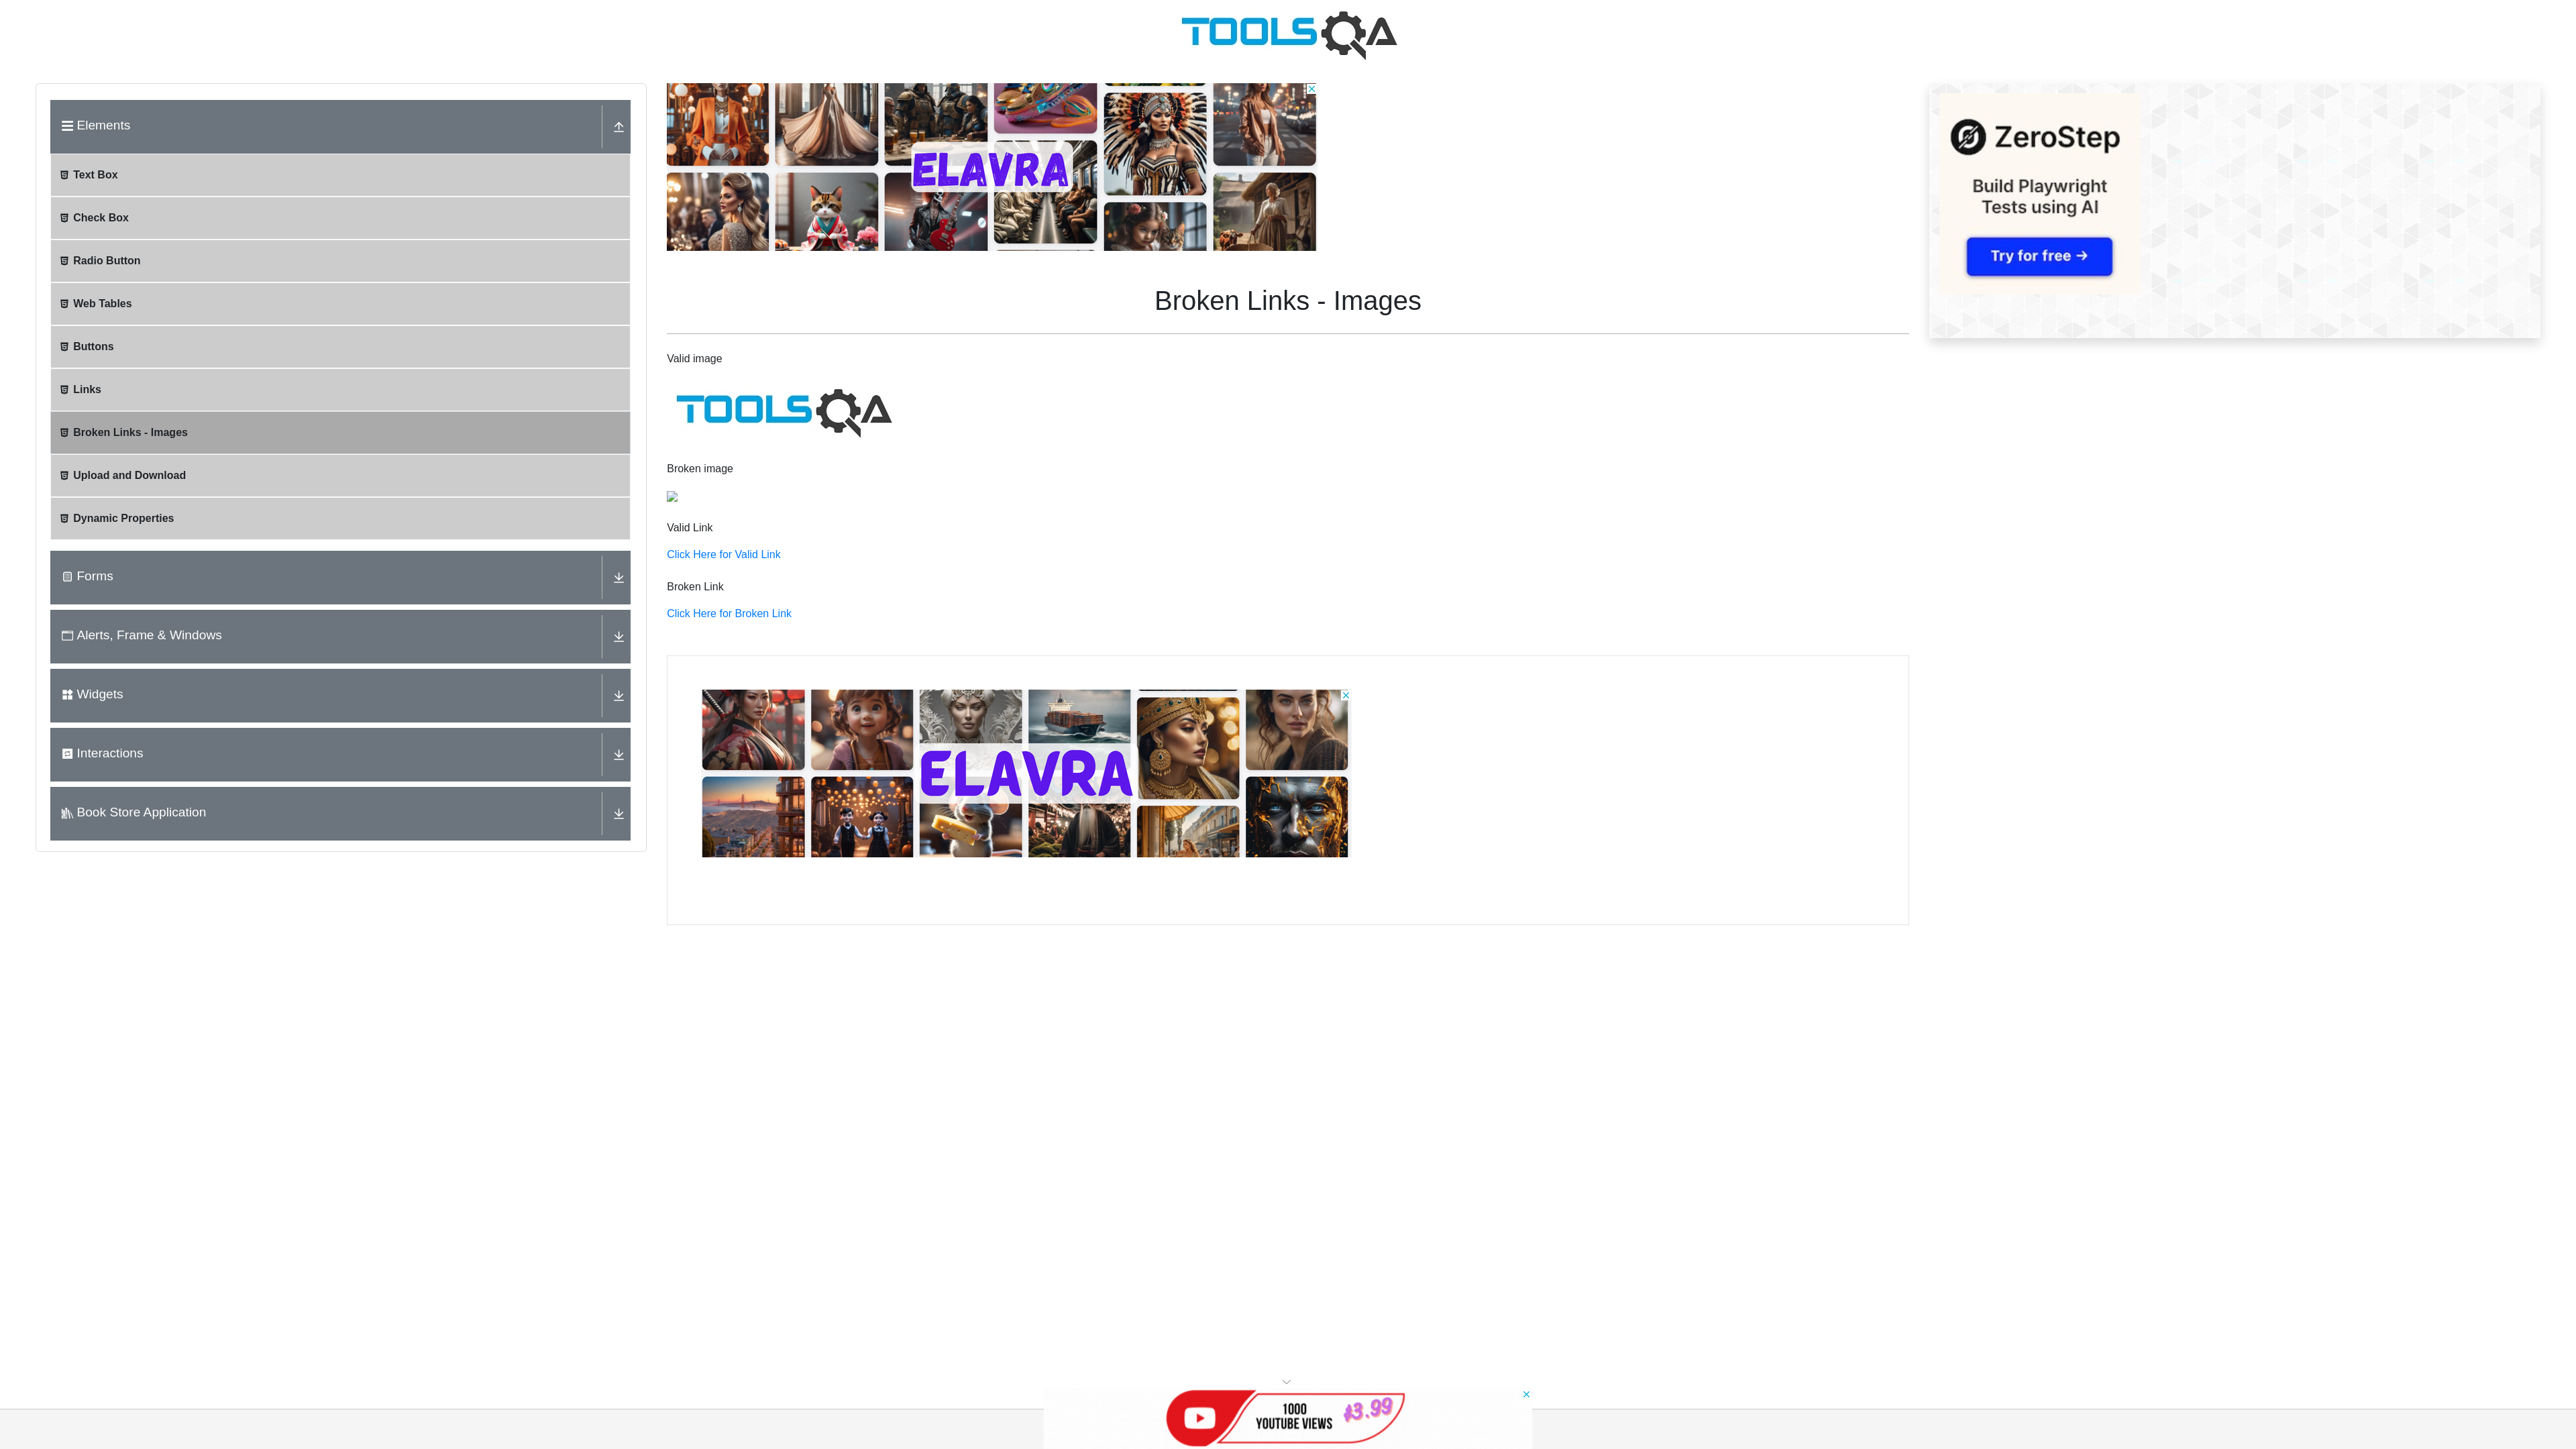 TOOLSQA
Elements
Text Box
Check Box
Radio Button
Web Tables
Buttons
Links
Broken Links - Images
Upload and Download
Dynamic Properties
Forms
Alerts, Frame & Windows
Widgets
Interactions
Book Store Application
ELAVRA
Broken Links - Images
Valid image
TOOLSQA
Broken image
Valid Link
Click Here for Valid Link
Broken Link
Click Here for Broken Link
ELAVRA
ZeroStep
Build Playwright
Tests using AI
Try for free →
1000
YOUTUBE VIEWS
$3.99